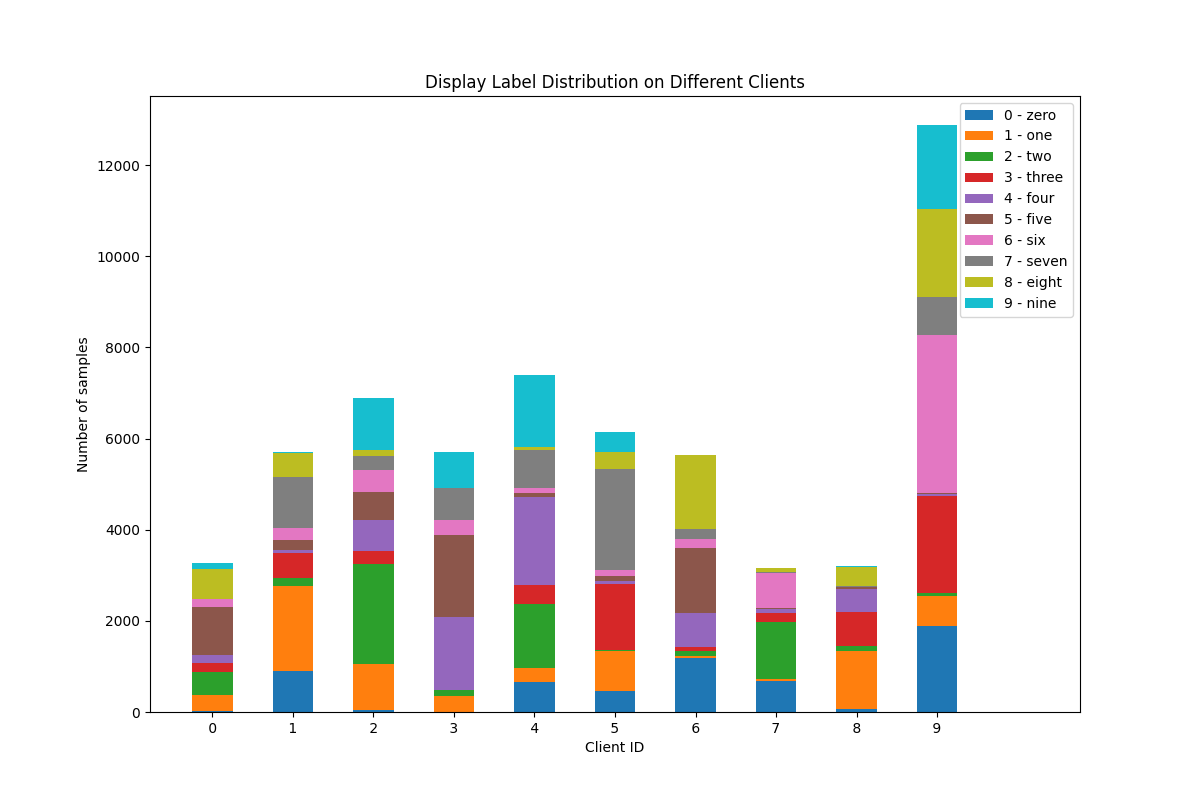 Display Label Distribution on Different Clients
0 - zero
1 - one
2 - two
3 - three
4 - four
5 - five
6 - six
7 - seven
8 - eight
9 - nine
12000
10000
8000
6000
4000
2000
0
Number of samples
0 1 2 3 4 5 6 7 8 9
Client ID